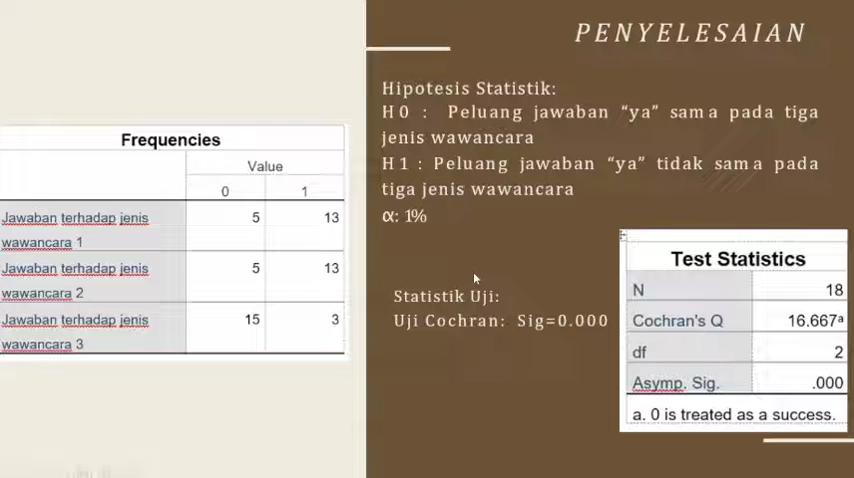 PENYELESAIAN
Hipotesis Statistik:
H0 : Peluang jawaban “ya” sama pada tiga
jenis wawancara
H1 : Peluang jawaban “ya” tidak sama pada
tiga jenis wawancara
α: 1%
Statistik Uji:
Uji Cochran: Sig=0.000
Frequencies
Value
0 1
Jawaban terhadap jenis 5 13
wawancara 1
Jawaban terhadap jenis 5 13
wawancara 2
Jawaban terhadap jenis 15 3
wawancara 3
Test Statistics
N 18
Cochran's Q 16.667ᵃ
df 2
Asymp. Sig. .000
a. 0 is treated as a success.